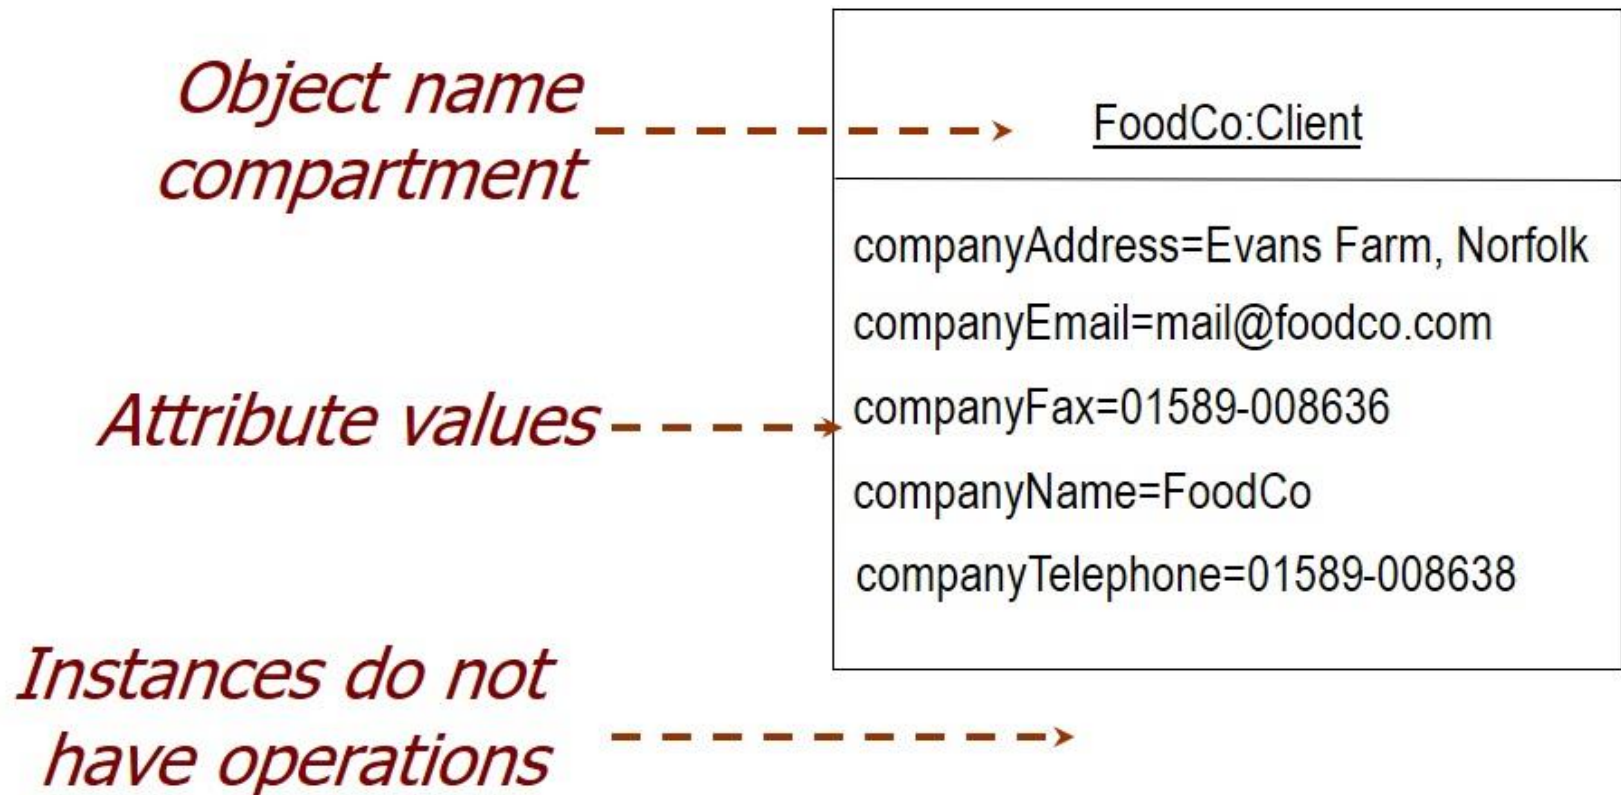 Object name
compartment
FoodCo:Client
companyAddress=Evans Farm, Norfolk
companyEmail=mail@foodco.com
Attribute values
companyFax=01589-008636
companyName=FoodCo
companyTelephone=01589-008638
Instances do not
have operations